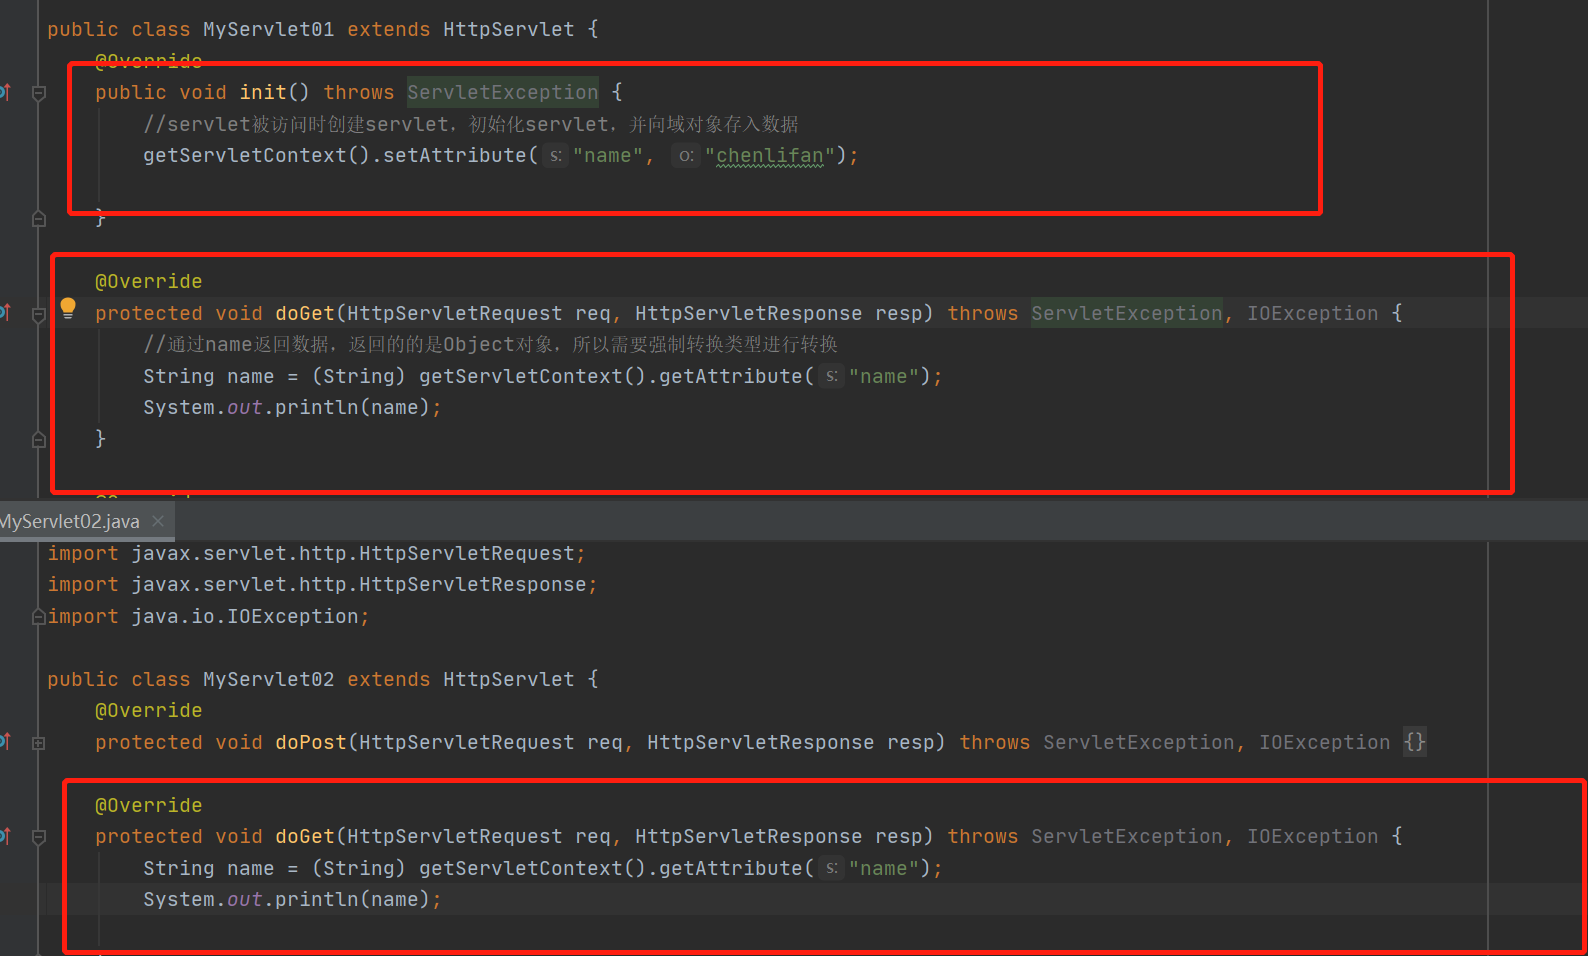 public class MyServlet01 extends HttpServlet {
@Override
public void init() throws ServletException {
//servlet被访问时创建servlet，初始化servlet，并向域对象存入数据
getServletContext().setAttribute( s: "name", o: "chenlifan");
}
@Override
protected void doGet(HttpServletRequest req, HttpServletResponse resp) throws ServletException, IOException {
//通过name返回数据，返回的的是Object对象，所以需要强制转换类型进行转换
String name = (String) getServletContext().getAttribute( s: "name");
System.out.println(name);
}
MyServlet02.java
import javax.servlet.http.HttpServletRequest;
import javax.servlet.http.HttpServletResponse;
import java.io.IOException;
public class MyServlet02 extends HttpServlet {
@Override
protected void doPost(HttpServletRequest req, HttpServletResponse resp) throws ServletException, IOException {}
@Override
protected void doGet(HttpServletRequest req, HttpServletResponse resp) throws ServletException, IOException {
String name = (String) getServletContext().getAttribute( s: "name");
System.out.println(name);